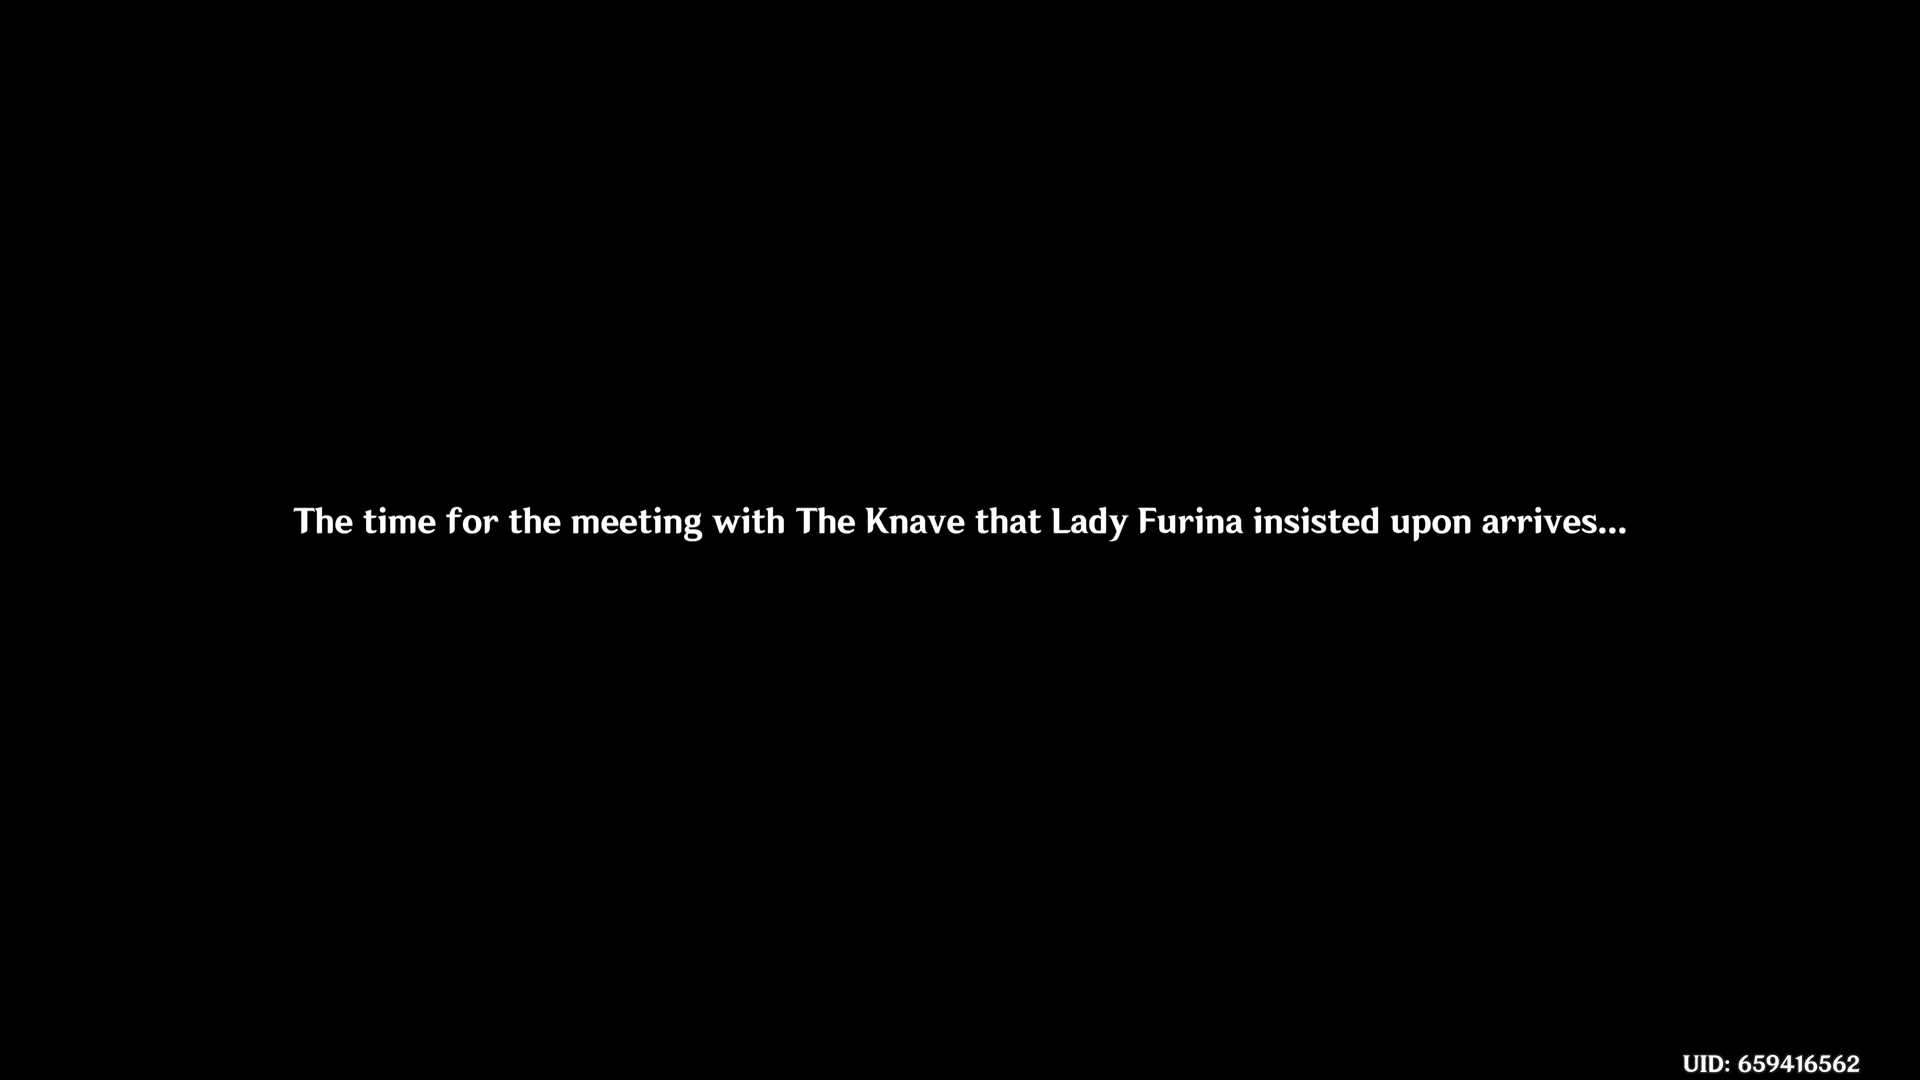 The time for the meeting with The Knave that Lady Furina insisted upon arrives...
UID: 659416562